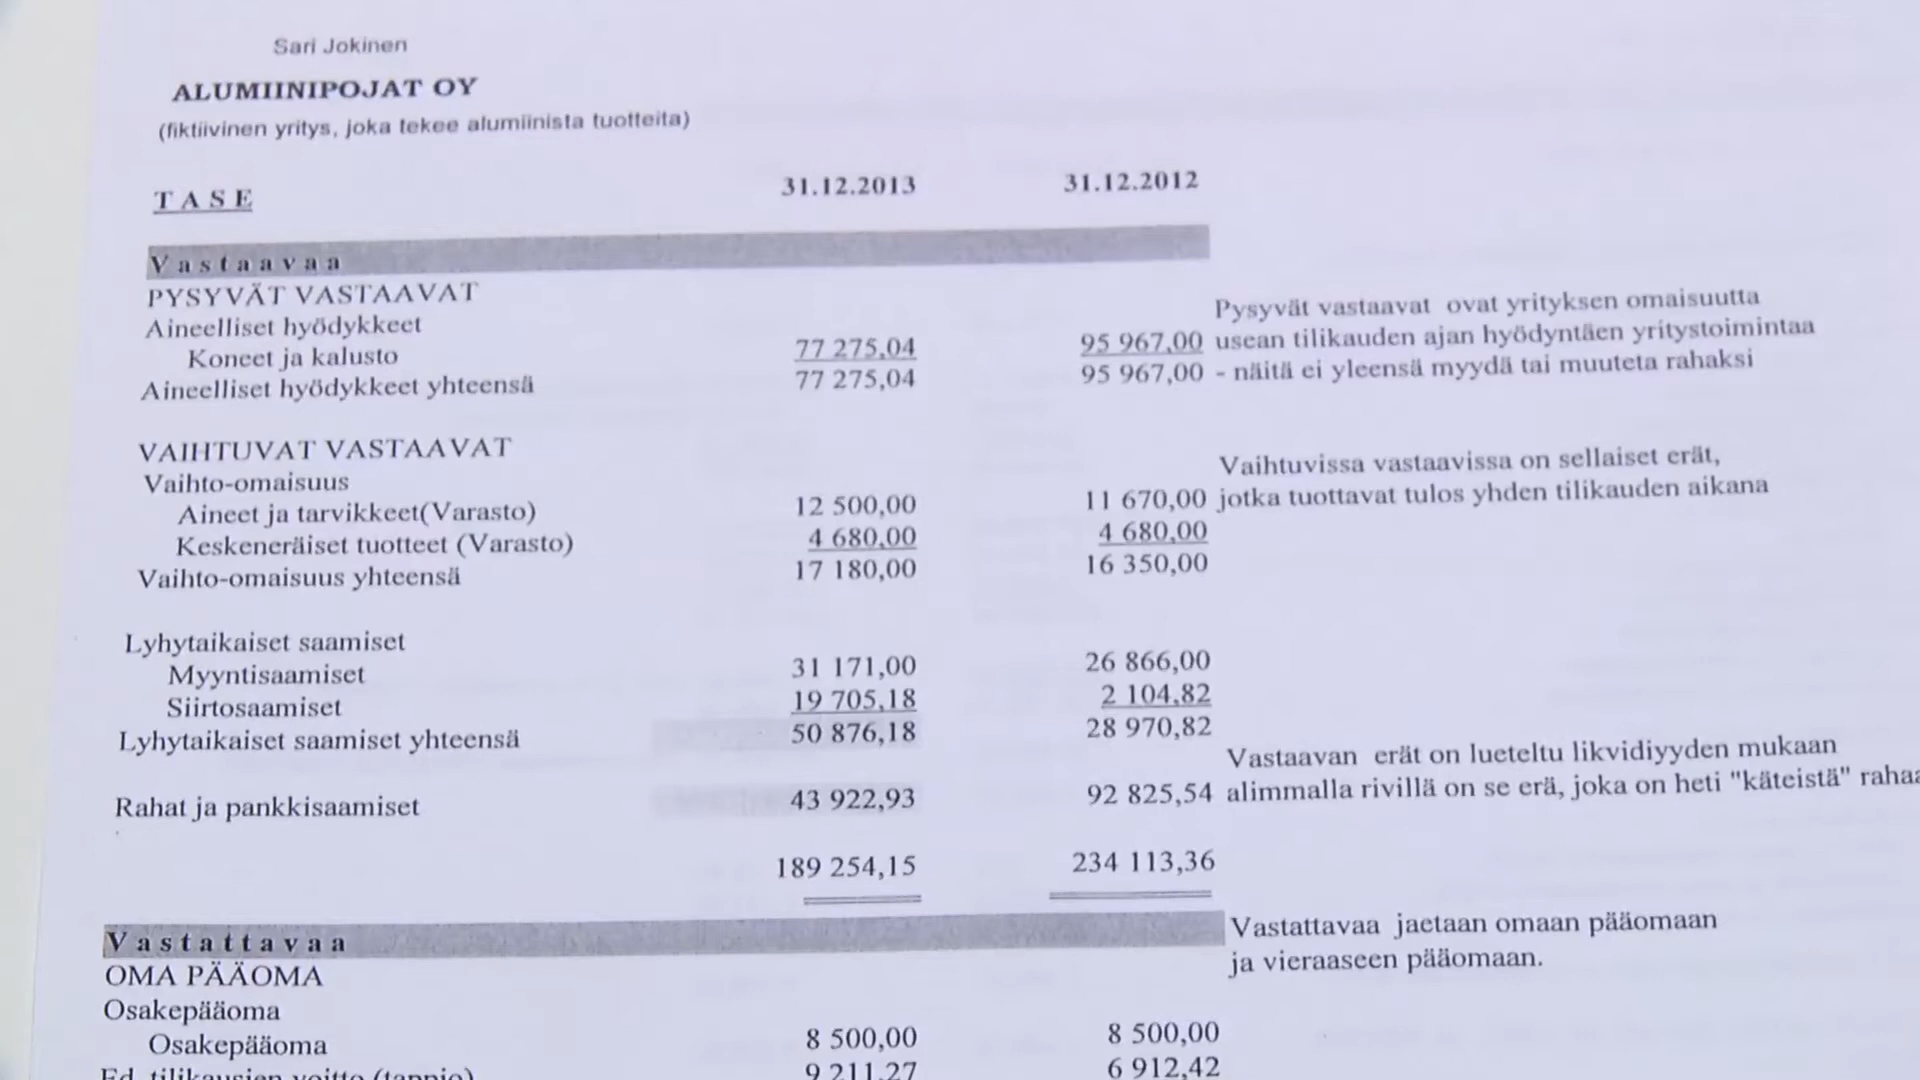 Sari Jokinen
ALUMIINIPOJAT OY
(fiktiivinen yritys, joka tekee alumiinista tuotteita)
TASE 31.12.2013 31.12.2012
Vastaavaa
PYSYVÄT VASTAAVAT
Pysyvät vastaavat ovat yrityksen omaisuutta
Aineelliset hyödykkeet
Koneet ja kalusto 77 275,04 95 967,00 usean tilikauden ajan hyödyntäen yritystoimintaa
Aineelliset hyödykkeet yhteensä 77 275,04 95 967,00 - näitä ei yleensä myydä tai muuteta rahaksi
VAIHTUVAT VASTAAVAT
Vaihto-omaisuus Vaihtuvissa vastaavissa on sellaiset erät,
Aineet ja tarvikkeet(Varasto) 12 500,00 11 670,00 jotka tuottavat tulos yhden tilikauden aikana
Keskeneräiset tuotteet (Varasto) 4 680,00 4 680,00
Vaihto-omaisuus yhteensä 17 180,00 16 350,00
Lyhytaikaiset saamiset
Myyntisaamiset 31 171,00 26 866,00
Siirtosaamiset 19 705,18 2 104,82
Lyhytaikaiset saamiset yhteensä 50 876,18 28 970,82
Vastaavan erät on lueteltu likvidiyyden mukaan
Rahat ja pankkisaamiset 43 922,93 92 825,54 alimmalla rivillä on se erä, joka on heti "käteistä" rahaa
189 254,15 234 113,36
Vastattavaa Vastattavaa jaetaan omaan pääomaan
OMA PÄÄOMA ja vieraaseen pääomaan.
Osakepääoma
Osakepääoma 8 500,00 8 500,00
Ed. tilikausien voitto (tappio) 9 211,27 6 912,42